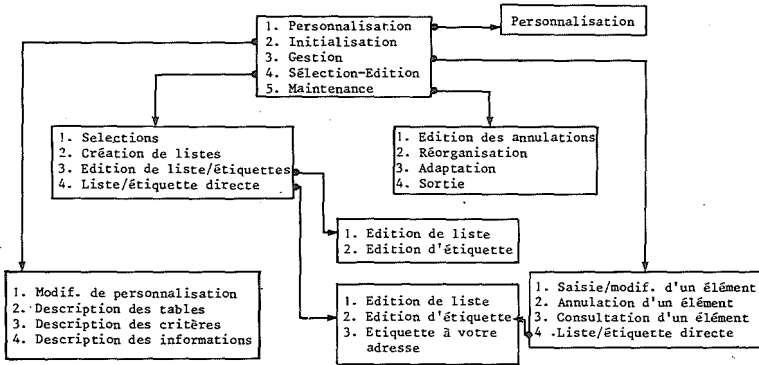 1. Personnalisation
2. Initialisation
3. Gestion
4. Sélection-Edition
5. Maintenance
Personnalisation
1. Selections
2. Création de listes
3. Edition de liste/étiquettes
4. Liste/étiquette directe
1. Edition des annulations
2. Réorganisation
3. Adaptation
4. Sortie
1. Edition de liste
2. Edition d'étiquette
1. Modif. de personnalisation
2. Description des tables
3. Description des critères
4. Description des informations
1. Edition de liste
2. Edition d'étiquette
3. Etiquette à votre
adresse
1. Saisie/modif. d'un élément
2. Annulation d'un élément
3. Consultation d'un élément
4 .Liste/étiquette directe